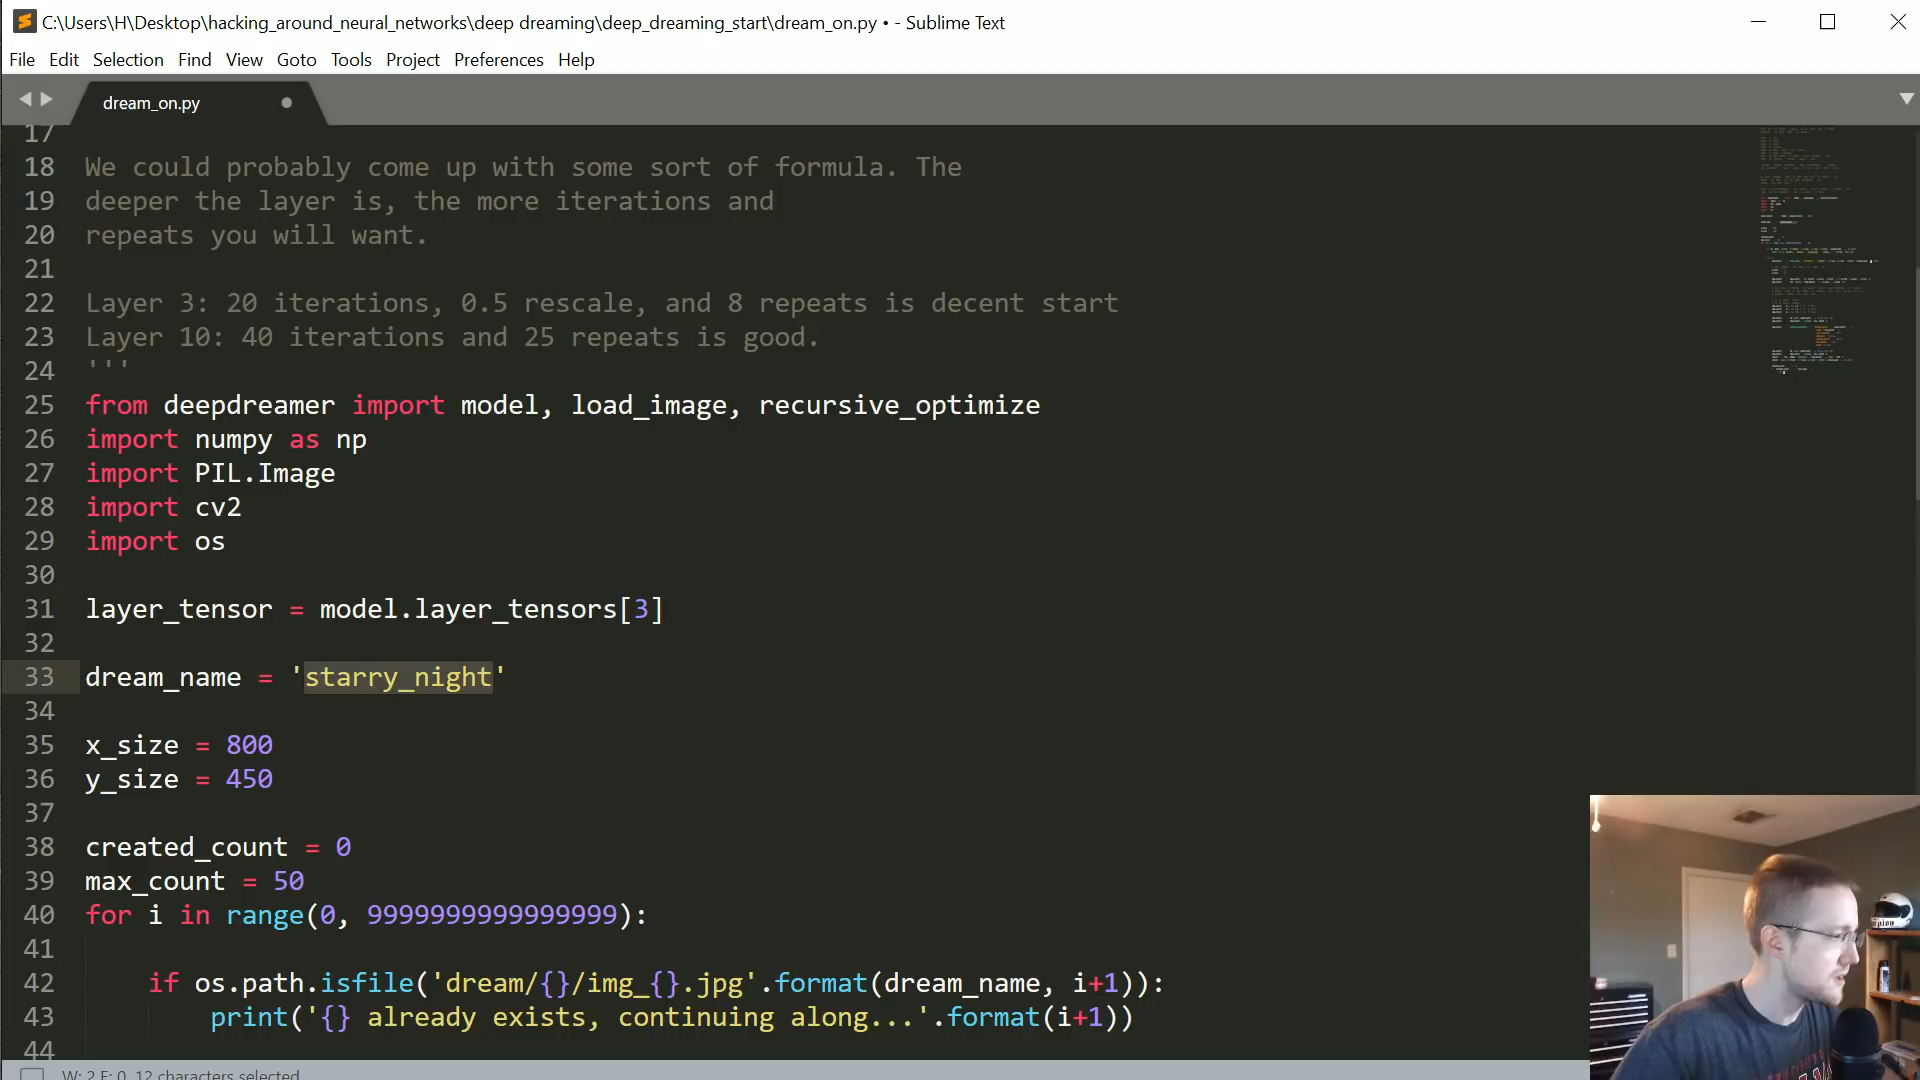 C:\Users\H\Desktop\hacking_around_neural_networks\deep dreaming\deep_dreaming_start\dream_on.py • - Sublime Text
File Edit Selection Find View Goto Tools Project Preferences Help
dream_on.py
17
18 We could probably come up with some sort of formula. The
19 deeper the layer is, the more iterations and
20 repeats you will want.
21
22 Layer 3: 20 iterations, 0.5 rescale, and 8 repeats is decent start
23 Layer 10: 40 iterations and 25 repeats is good.
24 '''
25 from deepdreamer import model, load_image, recursive_optimize
26 import numpy as np
27 import PIL.Image
28 import cv2
29 import os
30
31 layer_tensor = model.layer_tensors[3]
32
33 dream_name = 'starry_night'
34
35 x_size = 800
36 y_size = 450
37
38 created_count = 0
39 max_count = 50
40 for i in range(0, 9999999999999999):
41
42 if os.path.isfile('dream/{}/img_{}.jpg'.format(dream_name, i+1)):
43 print('{} already exists, continuing along...'.format(i+1))
44
W: 2 E: 0, 12 characters selected